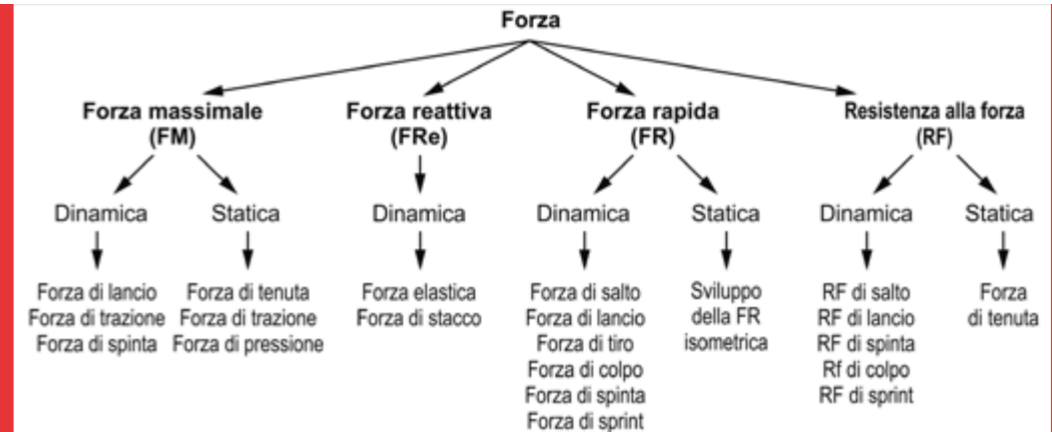 Forza
Forza massimale
(FM)
Forza reattiva
(FRe)
Forza rapida
(FR)
Resistenza alla forza
(RF)
Dinamica
Statica
Dinamica
Dinamica
Statica
Dinamica
Statica
Forza di lancio
Forza di trazione
Forza di spinta
Forza di tenuta
Forza di trazione
Forza di pressione
Forza elastica
Forza di stacco
Forza di salto
Forza di lancio
Forza di tiro
Forza di colpo
Forza di spinta
Forza di sprint
Sviluppo
della FR
isometrica
RF di salto
RF di lancio
RF di spinta
Rf di colpo
RF di sprint
Forza
di tenuta